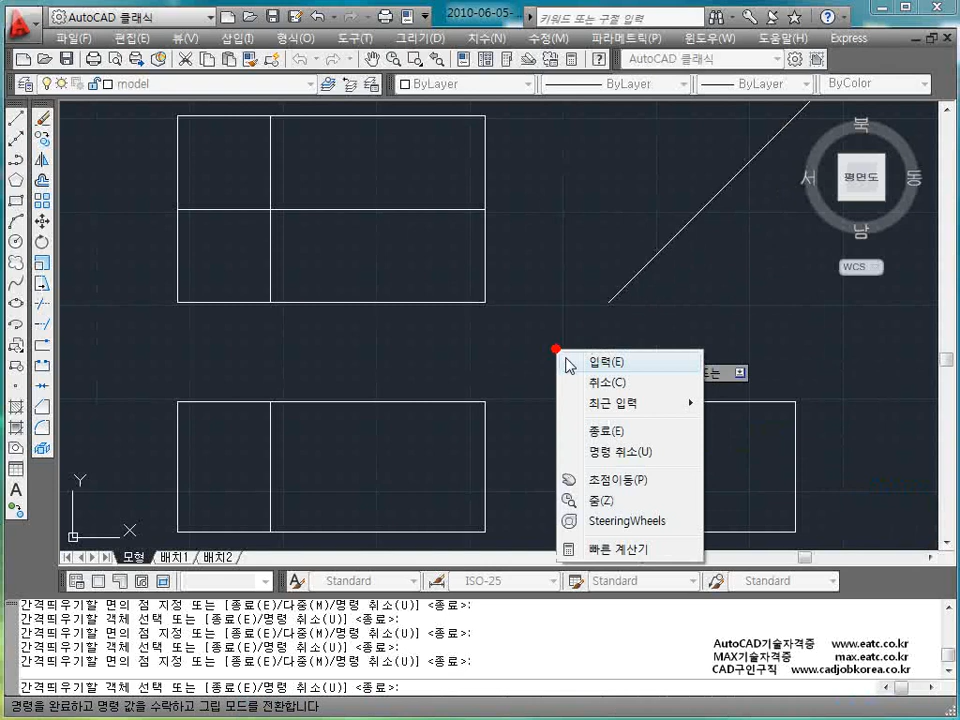 AutoCAD 클래식
2010-06-05-...
키워드 또는 구절 입력
파일(F) 편집(E) 뷰(V) 삽입(I) 형식(O) 도구(T) 그리기(D) 치수(N) 수정(M) 파라메트릭(P) 윈도우(W) 도움말(H) Express
AutoCAD 클래식
model
ByLayer
ByLayer
ByLayer
ByColor
북
서
평면도
동
남
WCS
입력(E)
취소(C)
또는
최근 입력
종료(E)
명령 취소(U)
초점이동(P)
줌(Z)
SteeringWheels
빠른 계산기
Y
X
모형 배치1 배치2
A
Standard
ISO-25
Standard
Standard
간격띄우기할 면의 점 지정 또는 [종료(E)/다중(M)/명령 취소(U)] <종료>:
간격띄우기할 객체 선택 또는 [종료(E)/명령 취소(U)] <종료>:
간격띄우기할 면의 점 지정 또는 [종료(E)/다중(M)/명령 취소(U)] <종료>:
간격띄우기할 객체 선택 또는 [종료(E)/명령 취소(U)] <종료>:
간격띄우기할 면의 점 지정 또는 [종료(E)/다중(M)/명령 취소(U)] <종료>:
AutoCAD기술자격증 www.eatc.co.kr
MAX기술자격증 max.eatc.co.kr
CAD구인구직 www.cadjobkorea.co.kr
간격띄우기할 객체 선택 또는 [종료(E)/명령 취소(U)] <종료>:
명령을 완료하고 명령 값을 수락하고 그립 모드를 전환합니다